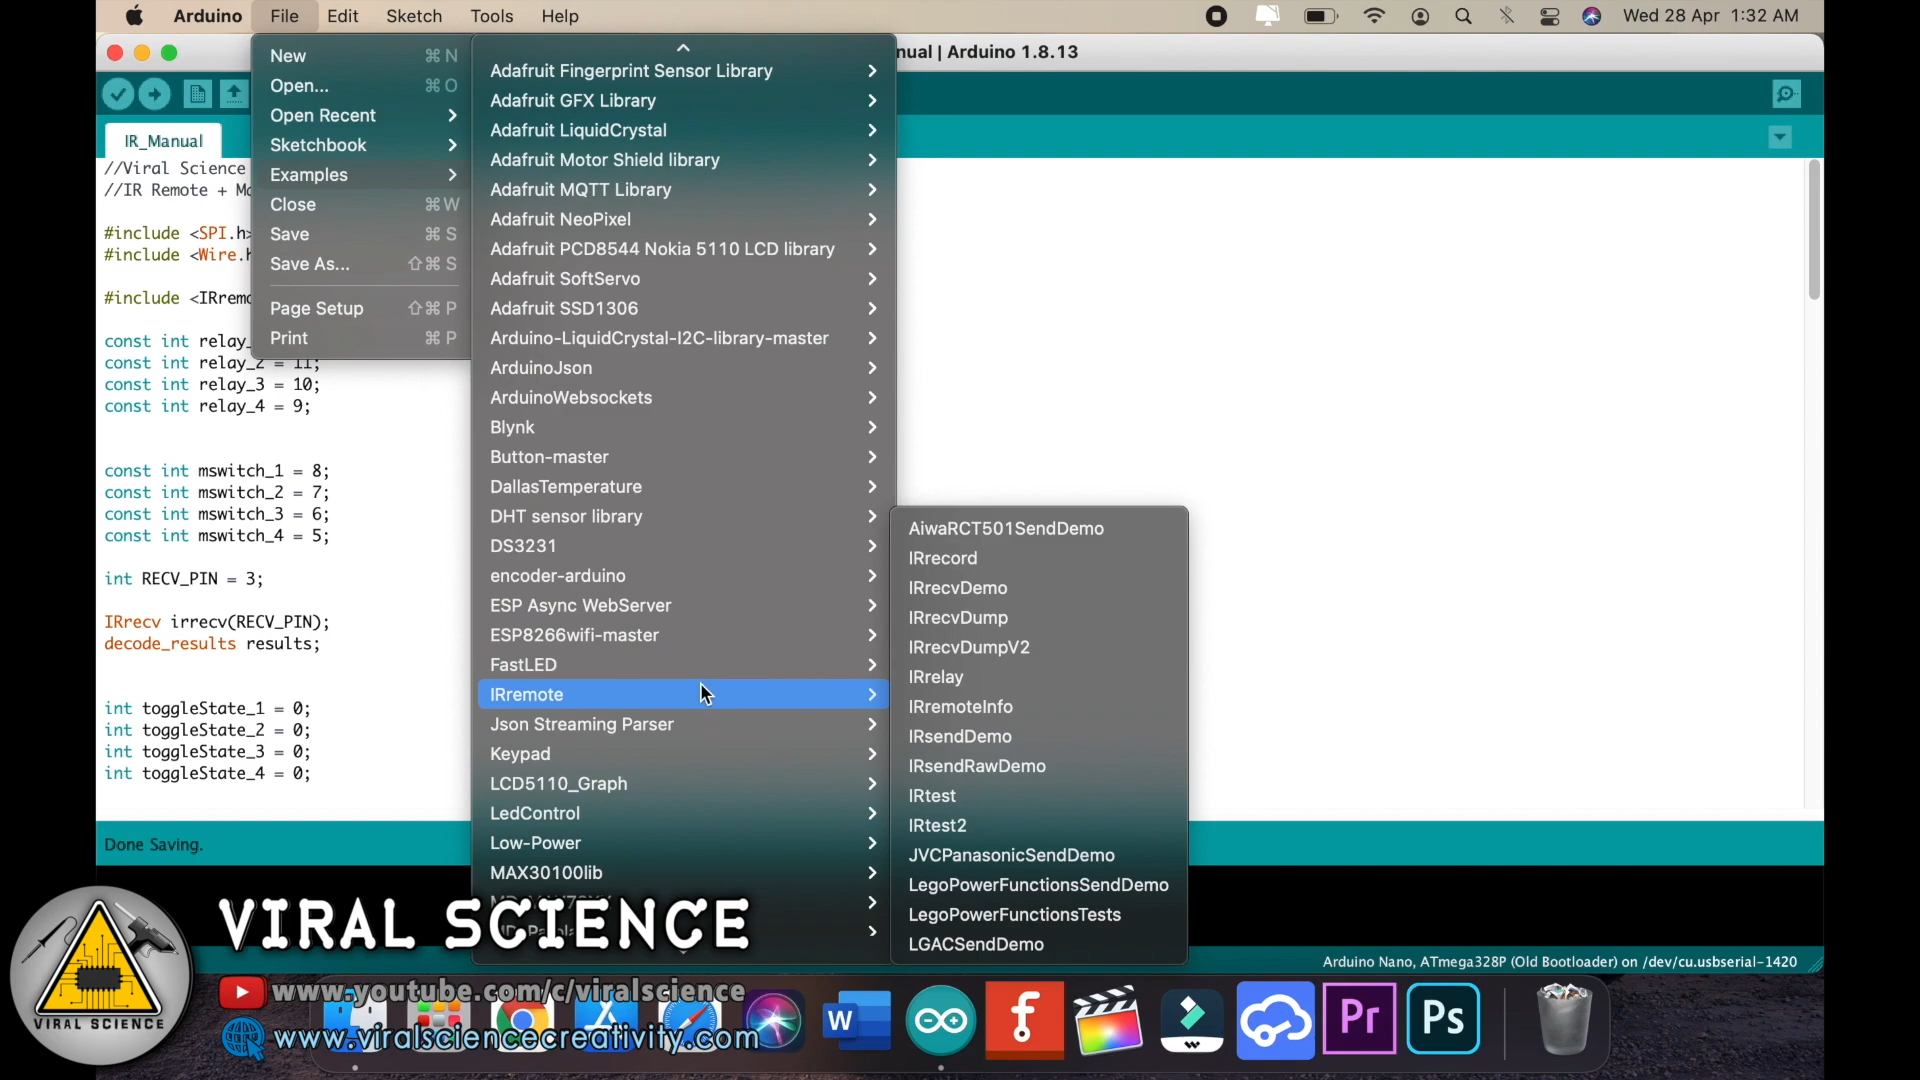 Arduino File Edit Sketch Tools Help Wed 28 Apr 1:32 AM
nual | Arduino 1.8.13
IR_Manual
//Viral Science
//IR Remote +
#include <SPI.h>
#include <Wire.h
#include <IRremo
const int relay_
const int relay_2 = 11;
const int relay_3 = 10;
const int relay_4 = 9;
const int mswitch_1 = 8;
const int mswitch_2 = 7;
const int mswitch_3 = 6;
const int mswitch_4 = 5;
int RECV_PIN = 3;
IRrecv irrecv(RECV_PIN);
decode_results results;
int toggleState_1 = 0;
int toggleState_2 = 0;
int toggleState_3 = 0;
int toggleState_4 = 0;
Done Saving.
New ⌘ N
Open... ⌘ O
Open Recent
Sketchbook
Examples
Close ⌘ W
Save ⌘ S
Save As... ⇧⌘ S
Page Setup ⇧⌘ P
Print ⌘ P
Adafruit Fingerprint Sensor Library
Adafruit GFX Library
Adafruit LiquidCrystal
Adafruit Motor Shield library
Adafruit MQTT Library
Adafruit NeoPixel
Adafruit PCD8544 Nokia 5110 LCD library
Adafruit SoftServo
Adafruit SSD1306
Arduino-LiquidCrystal-I2C-library-master
ArduinoJson
ArduinoWebsockets
Blynk
Button-master
DallasTemperature
DHT sensor library
DS3231
encoder-arduino
ESP Async WebServer
ESP8266wifi-master
FastLED
IRremote
Json Streaming Parser
Keypad
LCD5110_Graph
LedControl
Low-Power
MAX30100lib
AiwaRCT501SendDemo
IRrecord
IRrecvDemo
IRrecvDump
IRrecvDumpV2
IRrelay
IRremoteInfo
IRsendDemo
IRsendRawDemo
IRtest
IRtest2
JVCPanasonicSendDemo
LegoPowerFunctionsSendDemo
LegoPowerFunctionsTests
LGACSendDemo
Arduino Nano, ATmega328P (Old Bootloader) on /dev/cu.usbserial-1420
VIRAL SCIENCE
www.youtube.com/c/viralscience
www.viralsciencecreativity.com
VIRAL SCIENCE
W
f
Pr
Ps